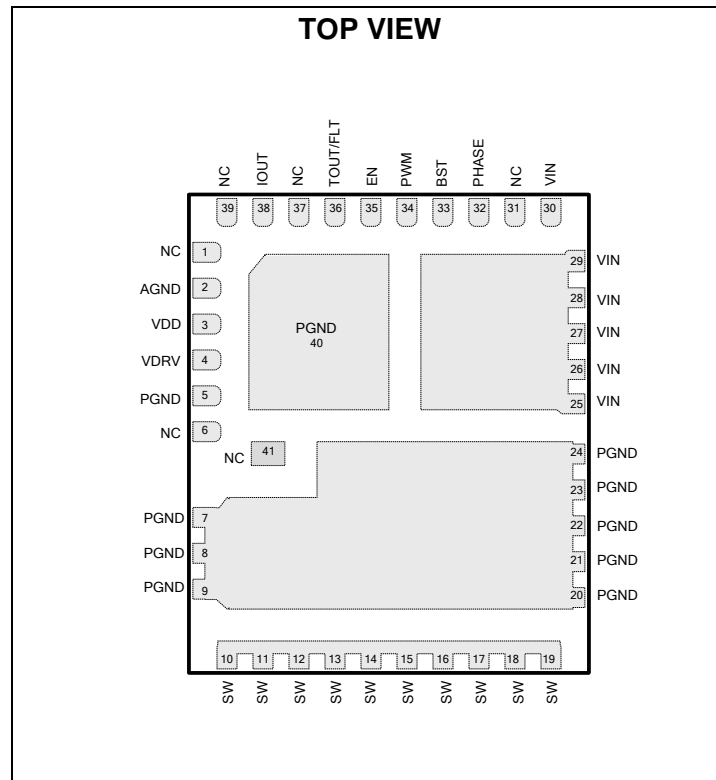 TOP VIEW
NC
IOUT
NC
TOUT/FLT
EN
PWM
BST
PHASE
NC
VIN
39
38
37
36
35
34
33
32
31
30
NC 1
AGND 2
VDD 3
VDRV 4
PGND 5
NC 6
PGND
40
29 VIN
28 VIN
27 VIN
26 VIN
25 VIN
NC 41
24 PGND
23 PGND
22 PGND
21 PGND
20 PGND
PGND 7
PGND 8
PGND 9
10
11
12
13
14
15
16
17
18
19
SW
SW
SW
SW
SW
SW
SW
SW
SW
SW